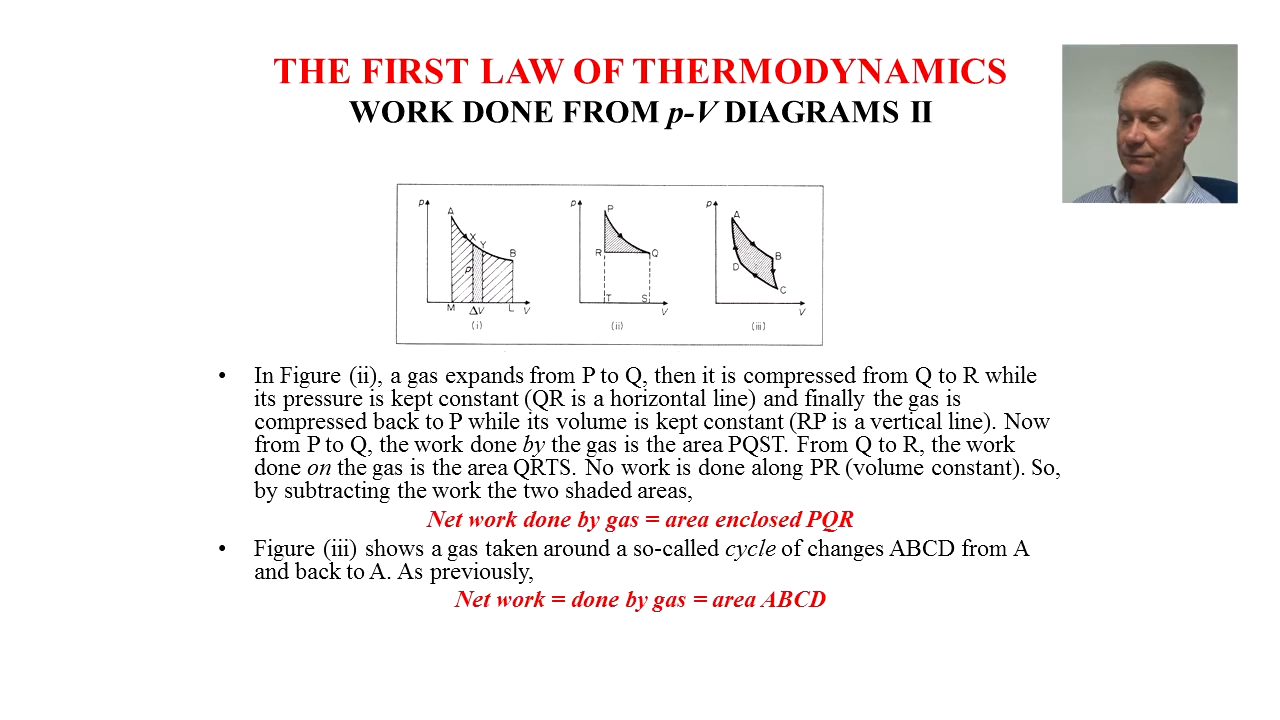 THE FIRST LAW OF THERMODYNAMICS
WORK DONE FROM p-V DIAGRAMS II
P A X Y B P M ΔV L V (i)
P P R Q T S V (ii)
P A B D C V (iii)
• In Figure (ii), a gas expands from P to Q, then it is compressed from Q to R while
its pressure is kept constant (QR is a horizontal line) and finally the gas is
compressed back to P while its volume is kept constant (RP is a vertical line). Now
from P to Q, the work done by the gas is the area PQST. From Q to R, the work
done on the gas is the area QRTS. No work is done along PR (volume constant). So,
by subtracting the work the two shaded areas,
Net work done by gas = area enclosed PQR
• Figure (iii) shows a gas taken around a so-called cycle of changes ABCD from A
and back to A. As previously,
Net work = done by gas = area ABCD